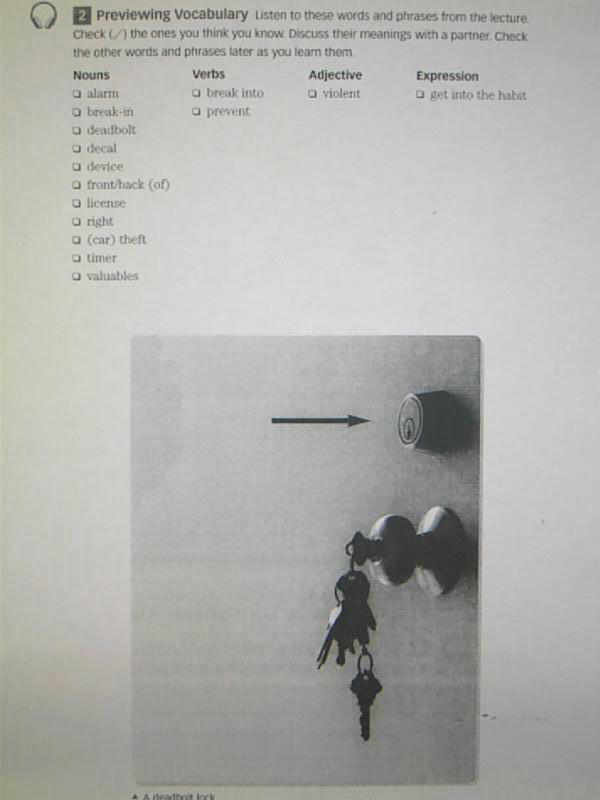 2 Previewing Vocabulary Listen to these words and phrases from the lecture.
Check (✓) the ones you think you know. Discuss their meanings with a partner. Check
the other words and phrases later as you learn them.
Nouns Verbs Adjective Expression
❑ alarm ❑ break into ❑ violent ❑ get into the habit
❑ break-in ❑ prevent
❑ deadbolt
❑ decal
❑ device
❑ front/back (of)
❑ license
❑ right
❑ (car) theft
❑ timer
❑ valuables
▲ A deadbolt lock